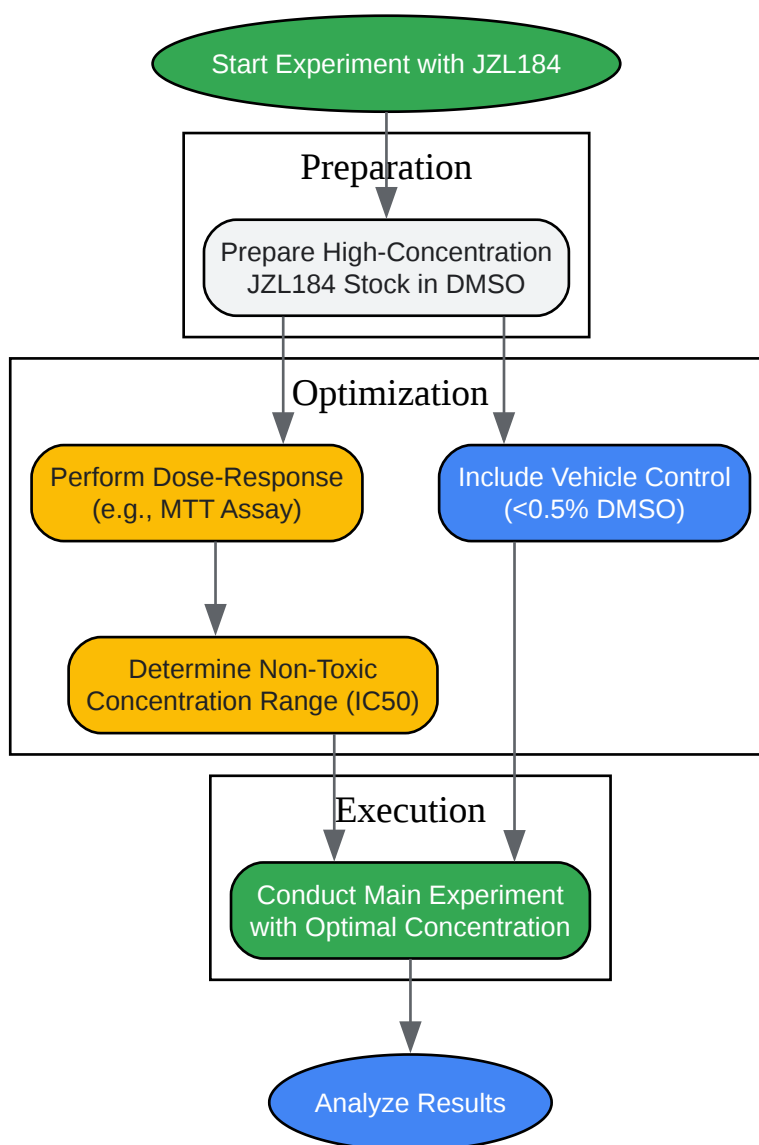 Start Experiment with JZL184
Preparation
Prepare High-Concentration
JZL184 Stock in DMSO
Optimization
Perform Dose-Response
(e.g., MTT Assay)
Include Vehicle Control
(<0.5% DMSO)
Determine Non-Toxic
Concentration Range (IC50)
Execution
Conduct Main Experiment
with Optimal Concentration
Analyze Results